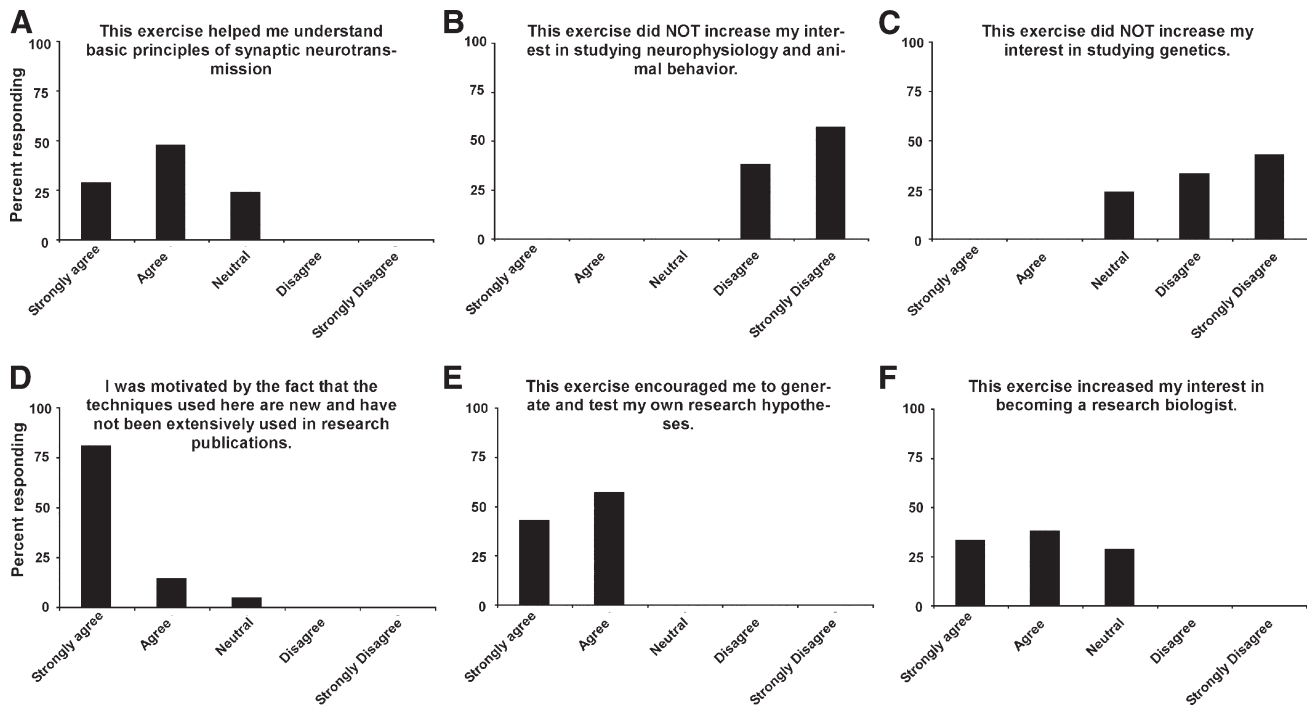 A
This exercise helped me understand
basic principles of synaptic neurotrans-
mission
Percent responding
100
75
50
25
0
Strongly agree
Agree
Neutral
Disagree
Strongly Disagree
B
This exercise did NOT increase my inter-
est in studying neurophysiology and ani-
mal behavior.
100
75
50
25
0
Strongly agree
Agree
Neutral
Disagree
Strongly Disagree
C
This exercise did NOT INCREASE my
interest in studying genetics.
100
75
50
25
0
Strongly agree
Agree
Neutral
Disagree
Strongly Disagree
D
I was motivated by the fact that the
techniques used here are new and have
not been extensively used in research
publications.
Percent responding
100
75
50
25
0
Strongly agree
Agree
Neutral
Disagree
Strongly Disagree
E
This exercise encouraged me to gener-
ate and test my own research hypothe-
ses.
100
75
50
25
0
Strongly agree
Agree
Neutral
Disagree
Strongly Disagree
F
This exercise increased my interest in
becoming a research biologist.
100
75
50
25
0
Strongly agree
Agree
Neutral
Disagree
Strongly Disagree